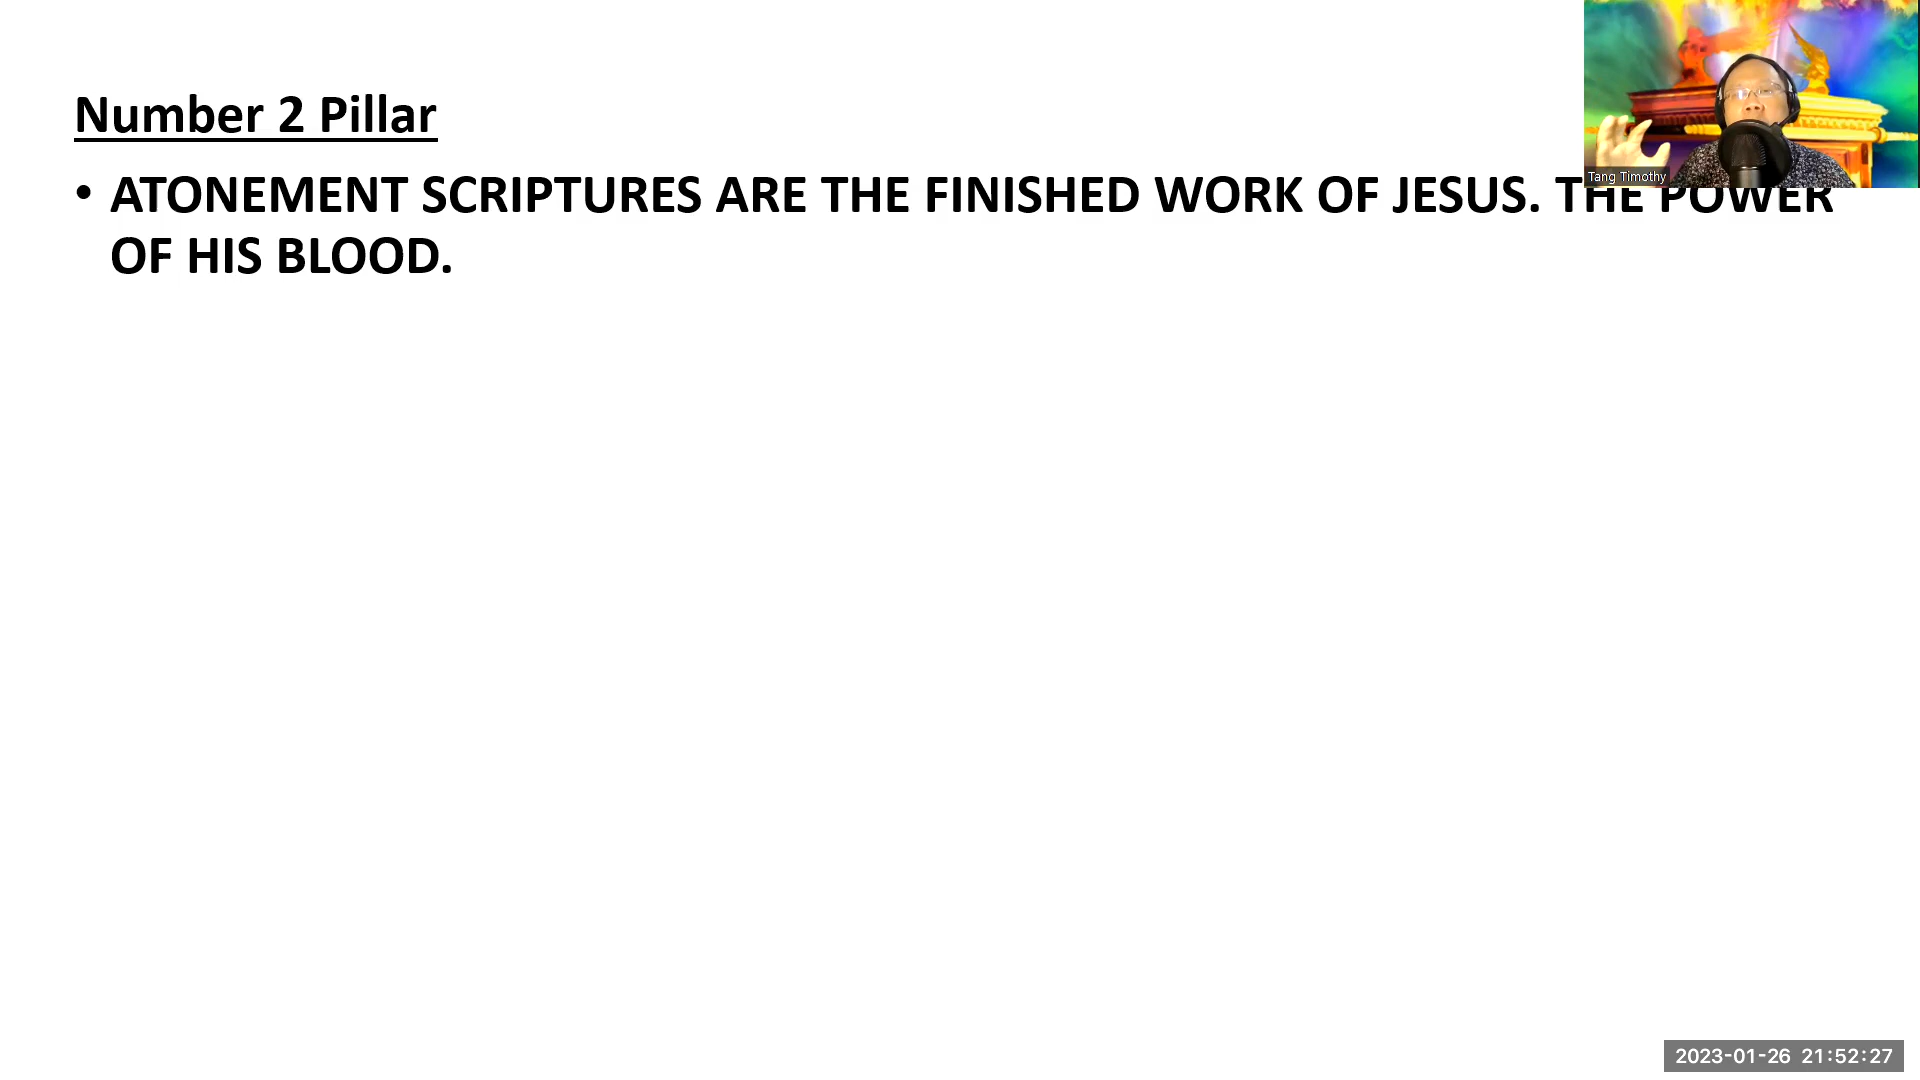 Number 2 Pillar
• ATONEMENT SCRIPTURES ARE THE FINISHED WORK OF JESUS. THE POWER
OF HIS BLOOD.
Tang Timothy
2023-01-26 21:52:27